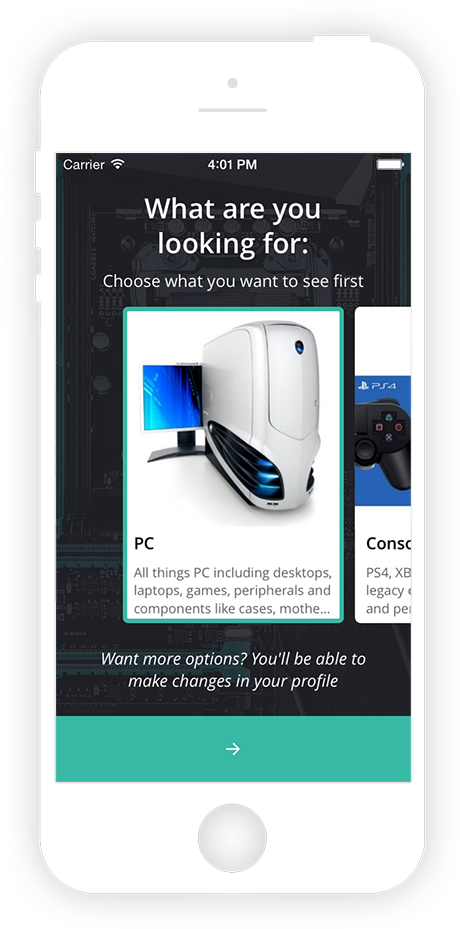 Carrier 4:01 PM
What are you
looking for:
Choose what you want to see first
PS4
PC
All things PC including desktops,
laptops, games, peripherals and
components like cases, mothe...
Conso
PS4, XB
legacy
and per
Want more options? You'll be able to
make changes in your profile